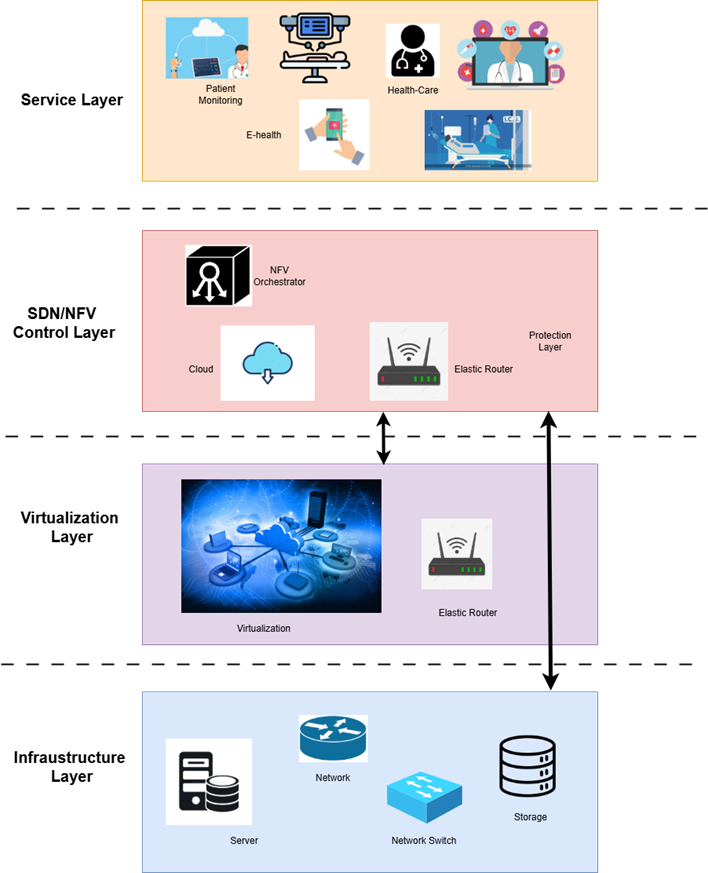 Service Layer
Patient
Monitoring
Health-Care
E-health
I.C.U.
SDN/NFV
Control Layer
NFV
Orchestrator
Cloud
Elastic Router
Protection
Layer
Virtualization
Layer
Virtualization
Elastic Router
Infraustructure
Layer
Server
Network
Network Switch
Storage